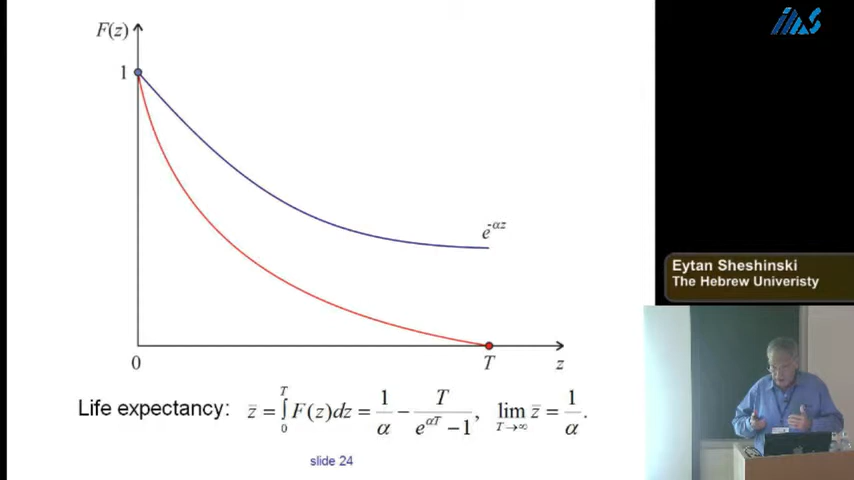 IAS
F(z)
1
e^{-αz}
Eytan Sheshinski
The Hebrew Univeristy
0 T z
Life expectancy: z̄ = ∫₀ᵀ F(z)dz = 1/α − T/(e^{αT} −1), lim_{T→∞} z̄ = 1/α.
slide 24